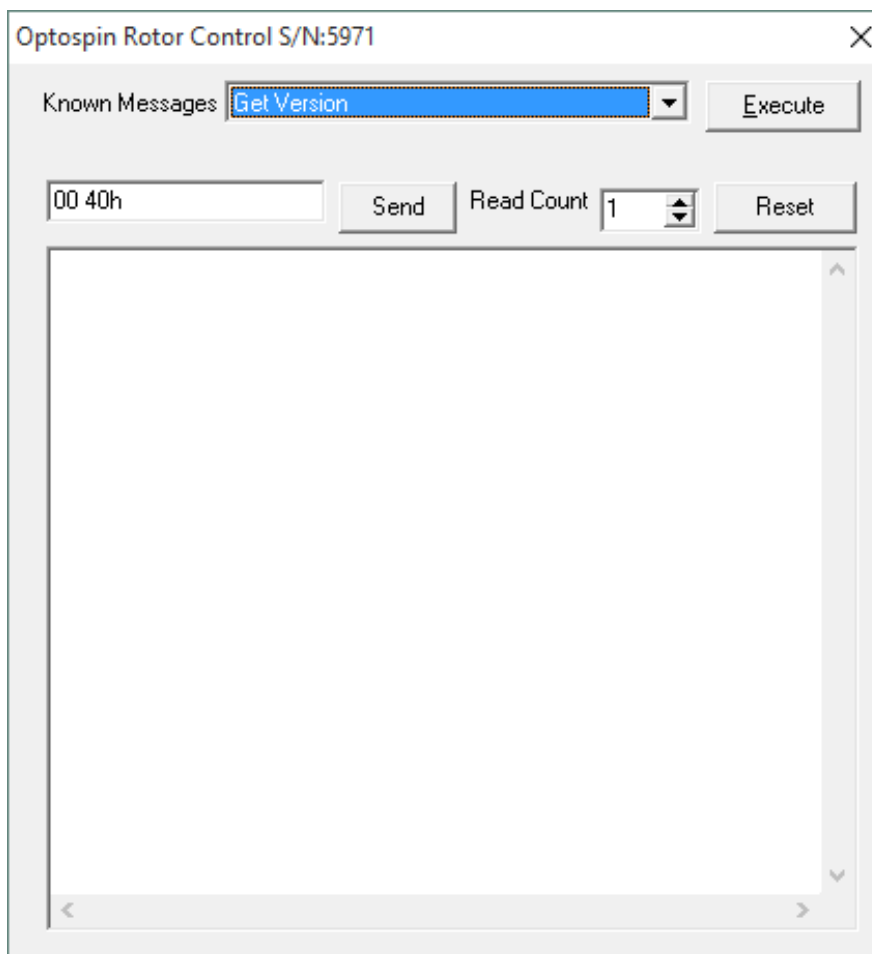 Optospin Rotor Control S/N:5971
Known Messages Get Version Execute
00 40h Send Read Count 1 Reset